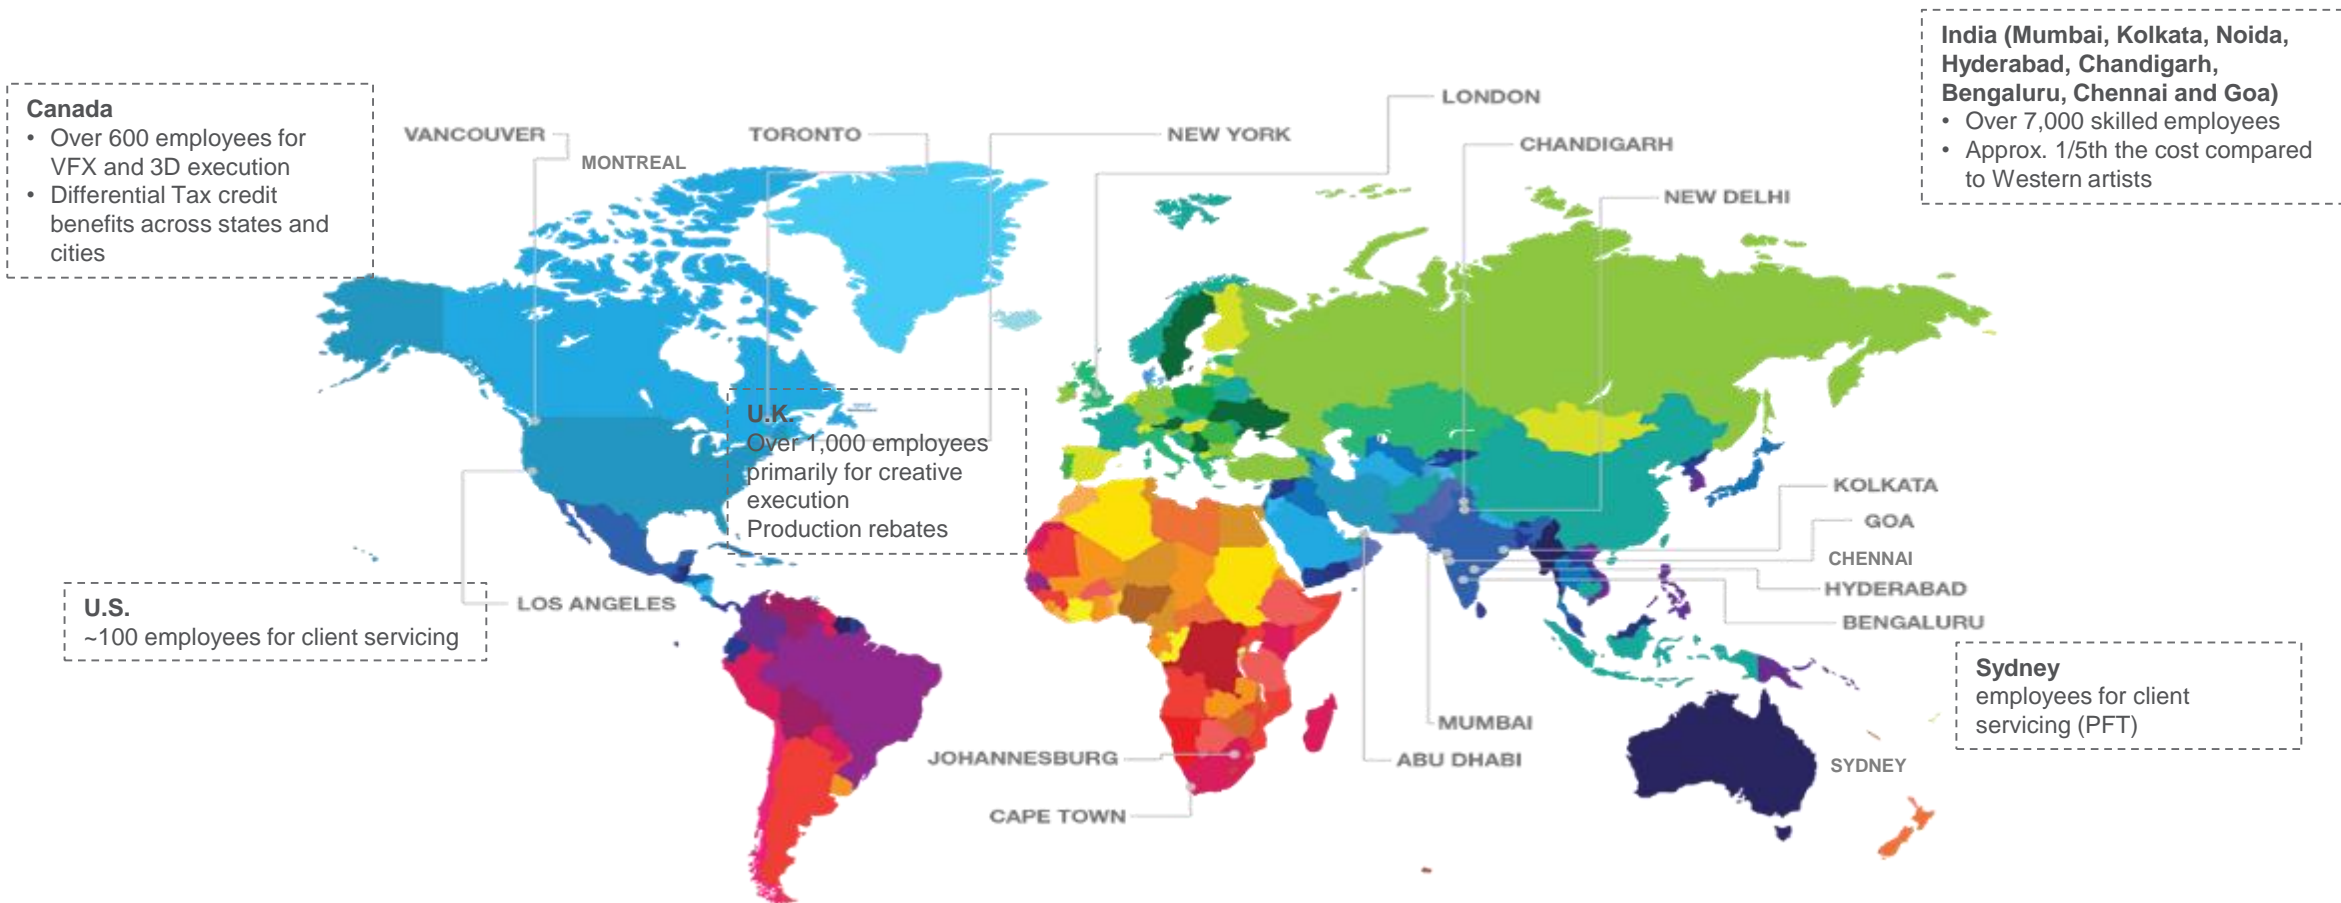 India (Mumbai, Kolkata, Noida,
Hyderabad, Chandigarh,
Bengaluru, Chennai and Goa)
• Over 7,000 skilled employees
• Approx. 1/5th the cost compared
to Western artists
Canada
• Over 600 employees for
VFX and 3D execution
• Differential Tax credit
benefits across states and
cities
VANCOUVER
MONTREAL
TORONTO
NEW YORK
LONDON
CHANDIGARH
NEW DELHI
U.K.
Over 1,000 employees
primarily for creative
execution
Production rebates
KOLKATA
GOA
CHENNAI
HYDERABAD
BENGALURU
U.S.
~100 employees for client servicing
LOS ANGELES
Sydney
employees for client
servicing (PFT)
MUMBAI
ABU DHABI
JOHANNESBURG
CAPE TOWN
SYDNEY